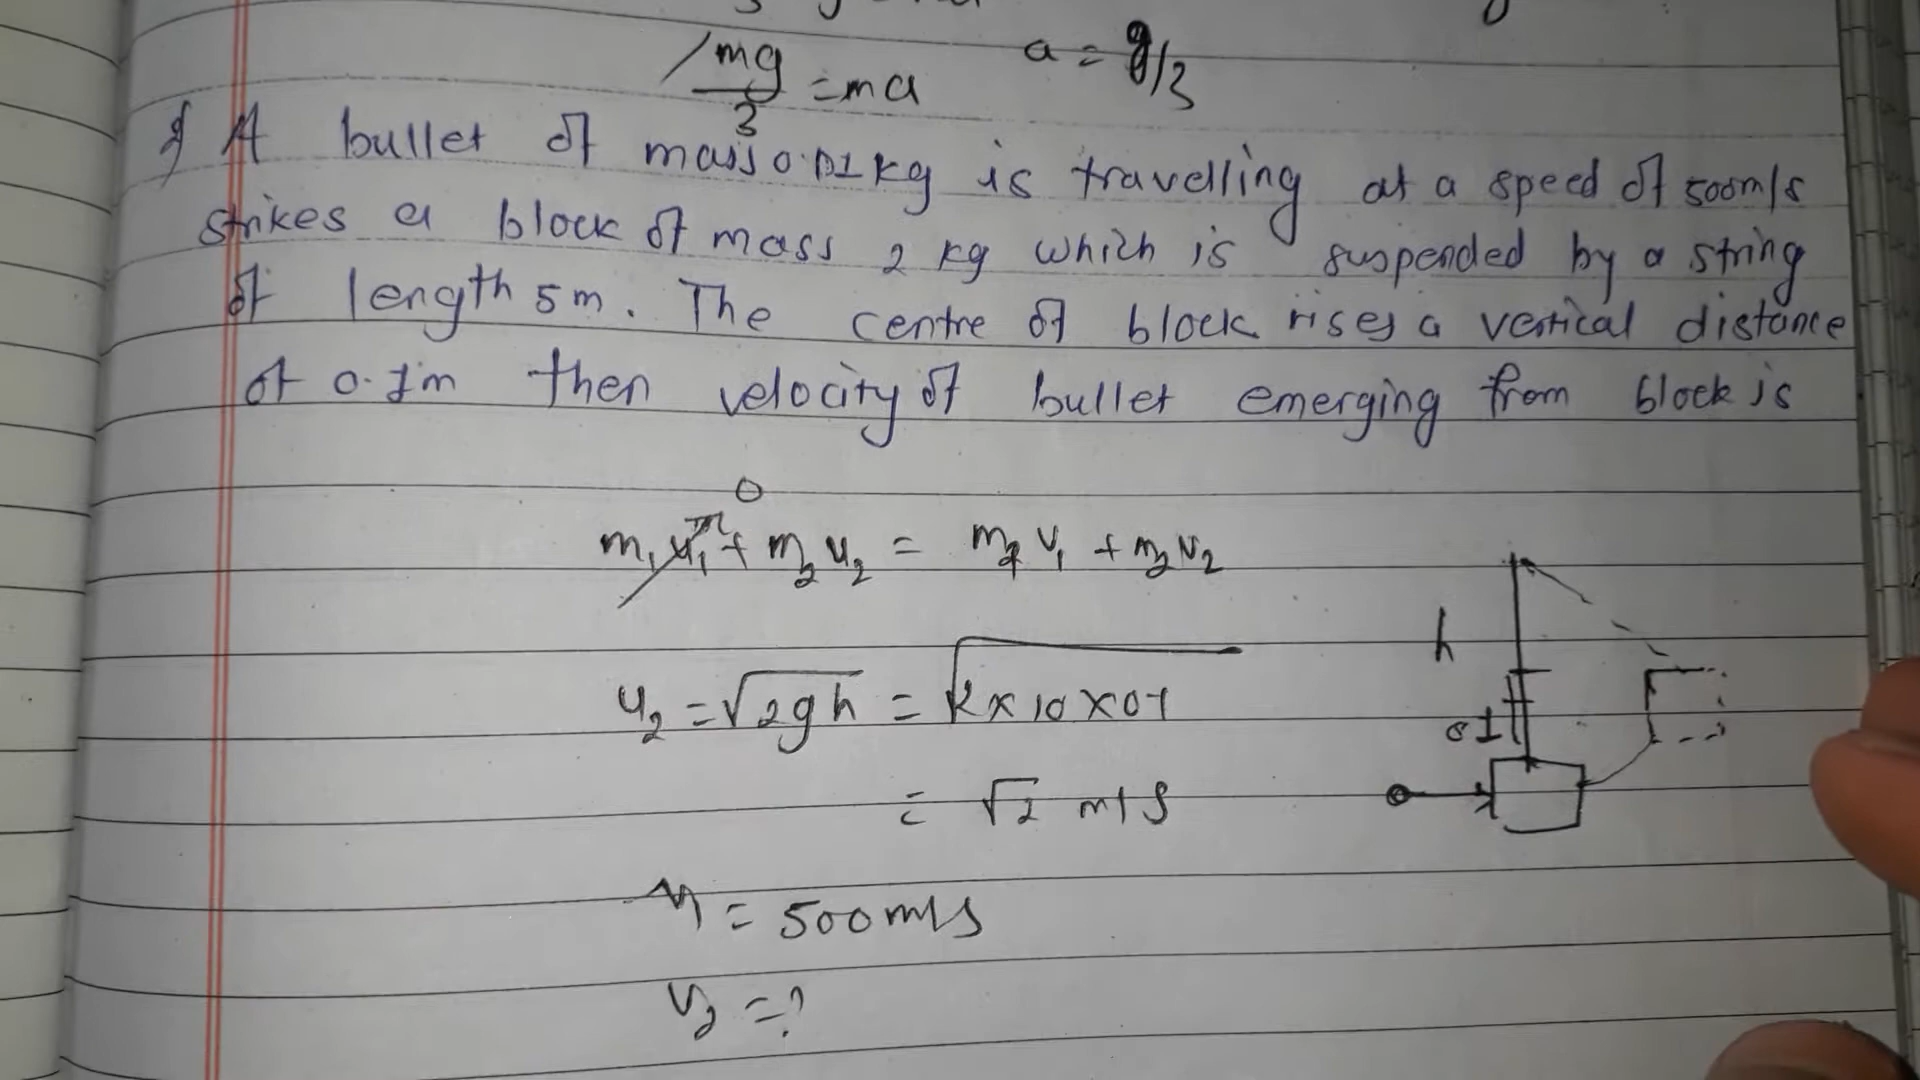 mg/3 = ma a = g/3
A bullet of mass 0.01kg is travelling at a speed of 500m/s
strikes a block of mass 2 kg which is suspended by a string
of length 5m. The centre of block rises a vertical distance
of 0.1m then velocity of bullet emerging from block is
0
m₁u₁ + m₂u₂ = m₁v₁ + m₂v₂
h
u₂ = √2gh = √2×10×0.1
0.1
= √2 m/s
= 500m/s
v₂ = ?